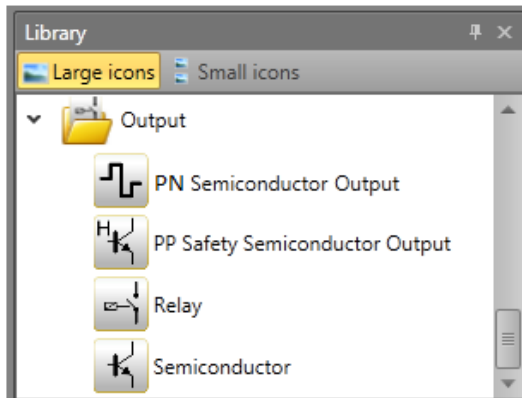 Library
Large icons Small icons
Output
PN Semiconductor Output
H PP Safety Semiconductor Output
Relay
Semiconductor